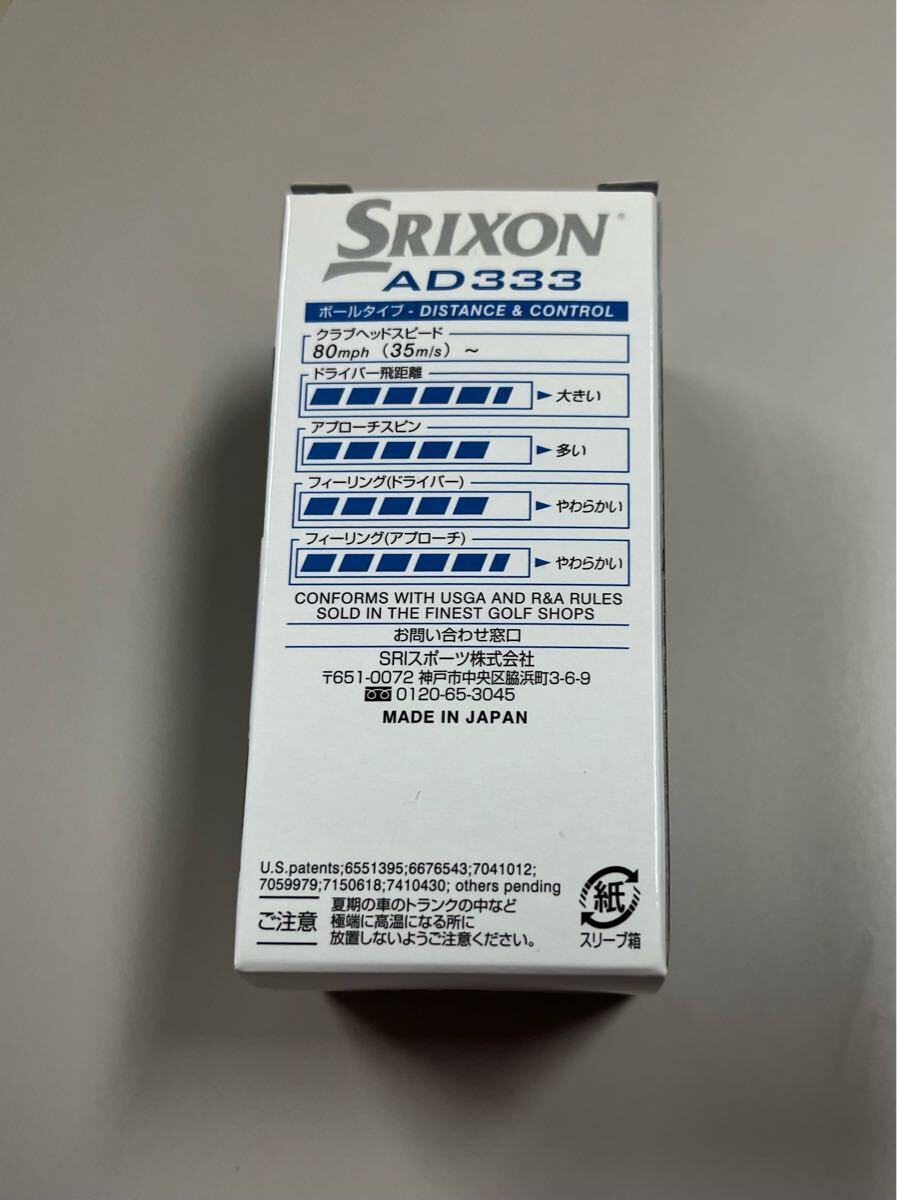 SRIXON
AD333
ボールタイプ - DISTANCE & CONTROL
クラブヘッドスピード
80mph (35m/s) ～
ドライバー飛距離
大きい
アプローチスピン
多い
フィーリング(ドライバー)
やわらかい
フィーリング(アプローチ)
やわらかい
CONFORMS WITH USGA AND R&A RULES
SOLD IN THE FINEST GOLF SHOPS
お問い合わせ窓口
SRIスポーツ株式会社
〒651-0072 神戸市中央区脇浜町3-6-9
0120-65-3045
MADE IN JAPAN
U.S.patents;6551395;6676543;7041012;
7059979;7150618;7410430; others pending
ご注意
夏期の車のトランクの中など
極端に高温になる所に
放置しないようご注意ください。
紙
スリーブ箱